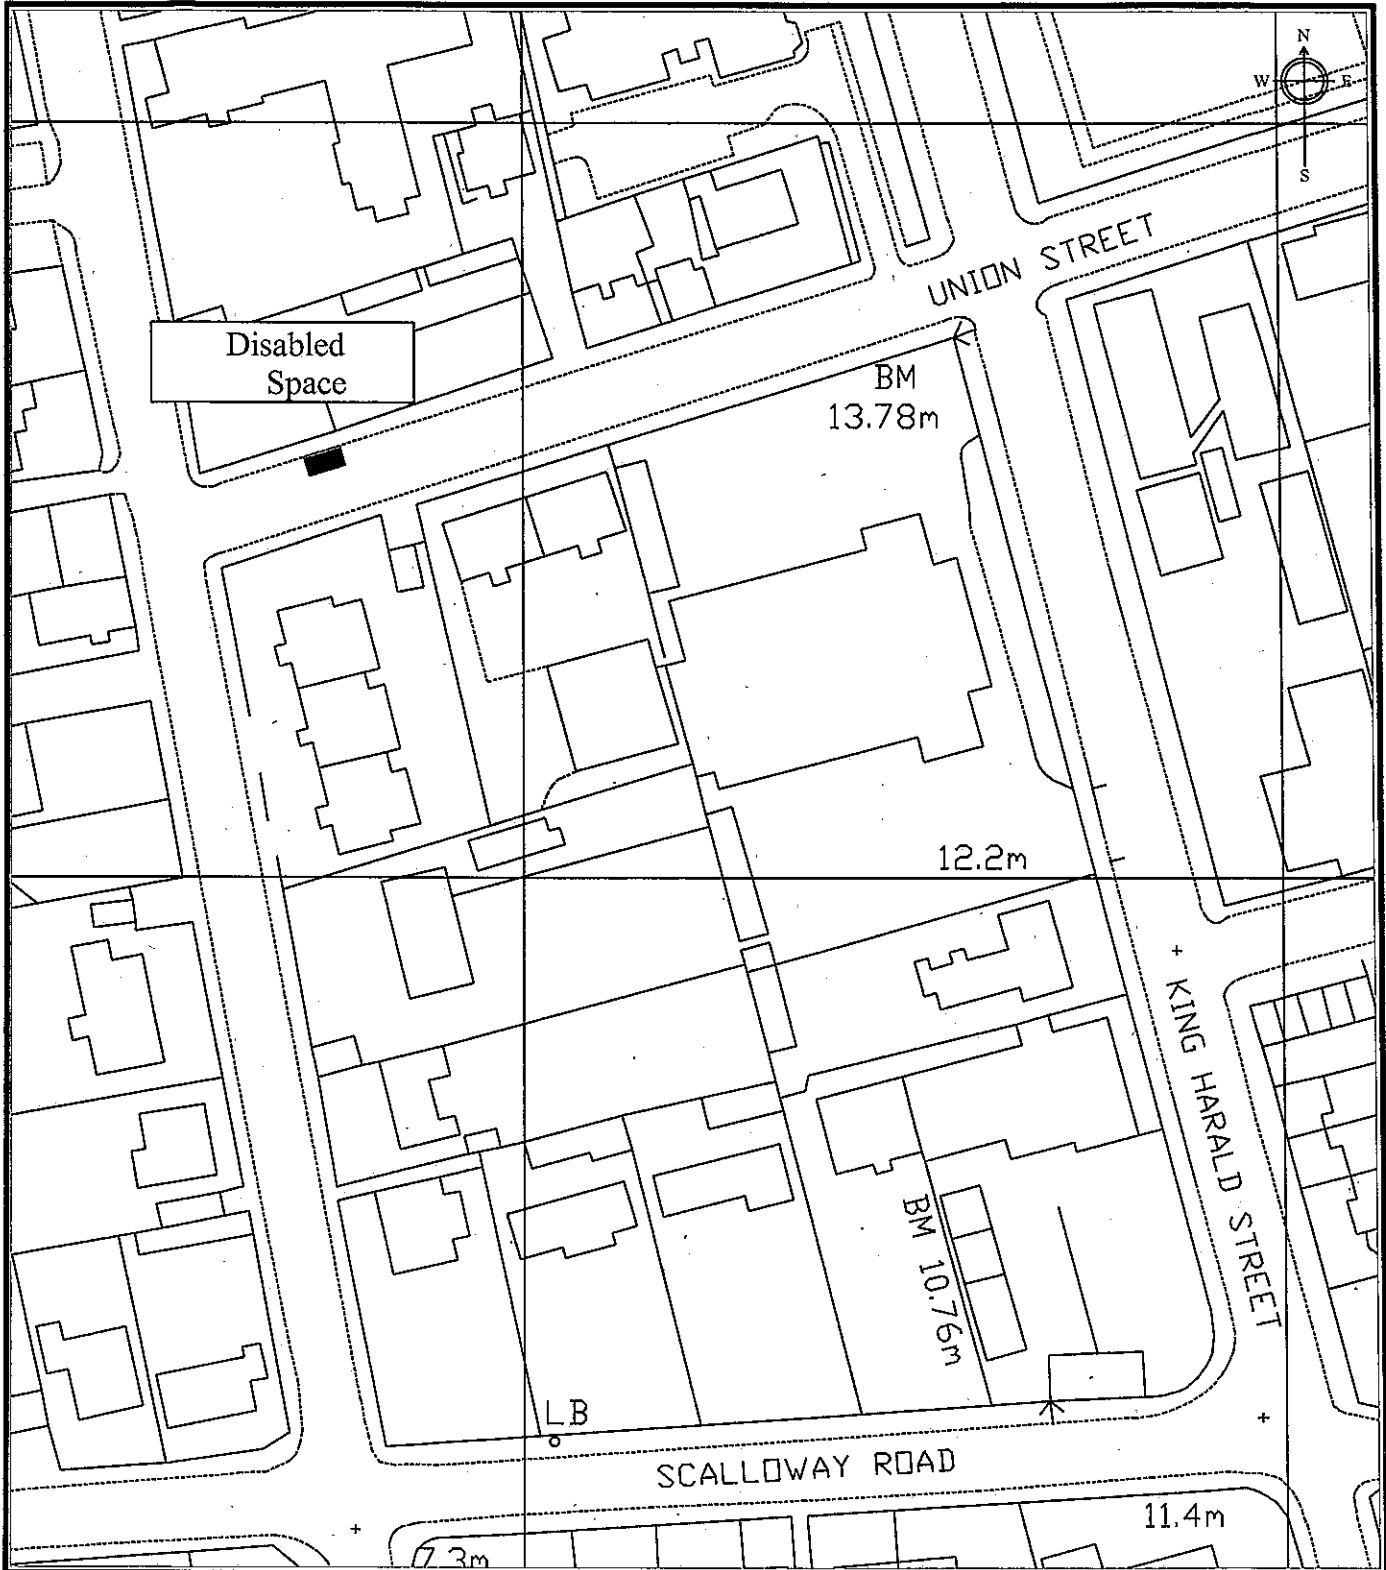 N
W E
S
UNION STREET
Disabled
Space
BM
13.78m
12.2m
KING HARALD STREET
BM 10.76m
LB
SCALLOWAY ROAD
11.4m
7.3m